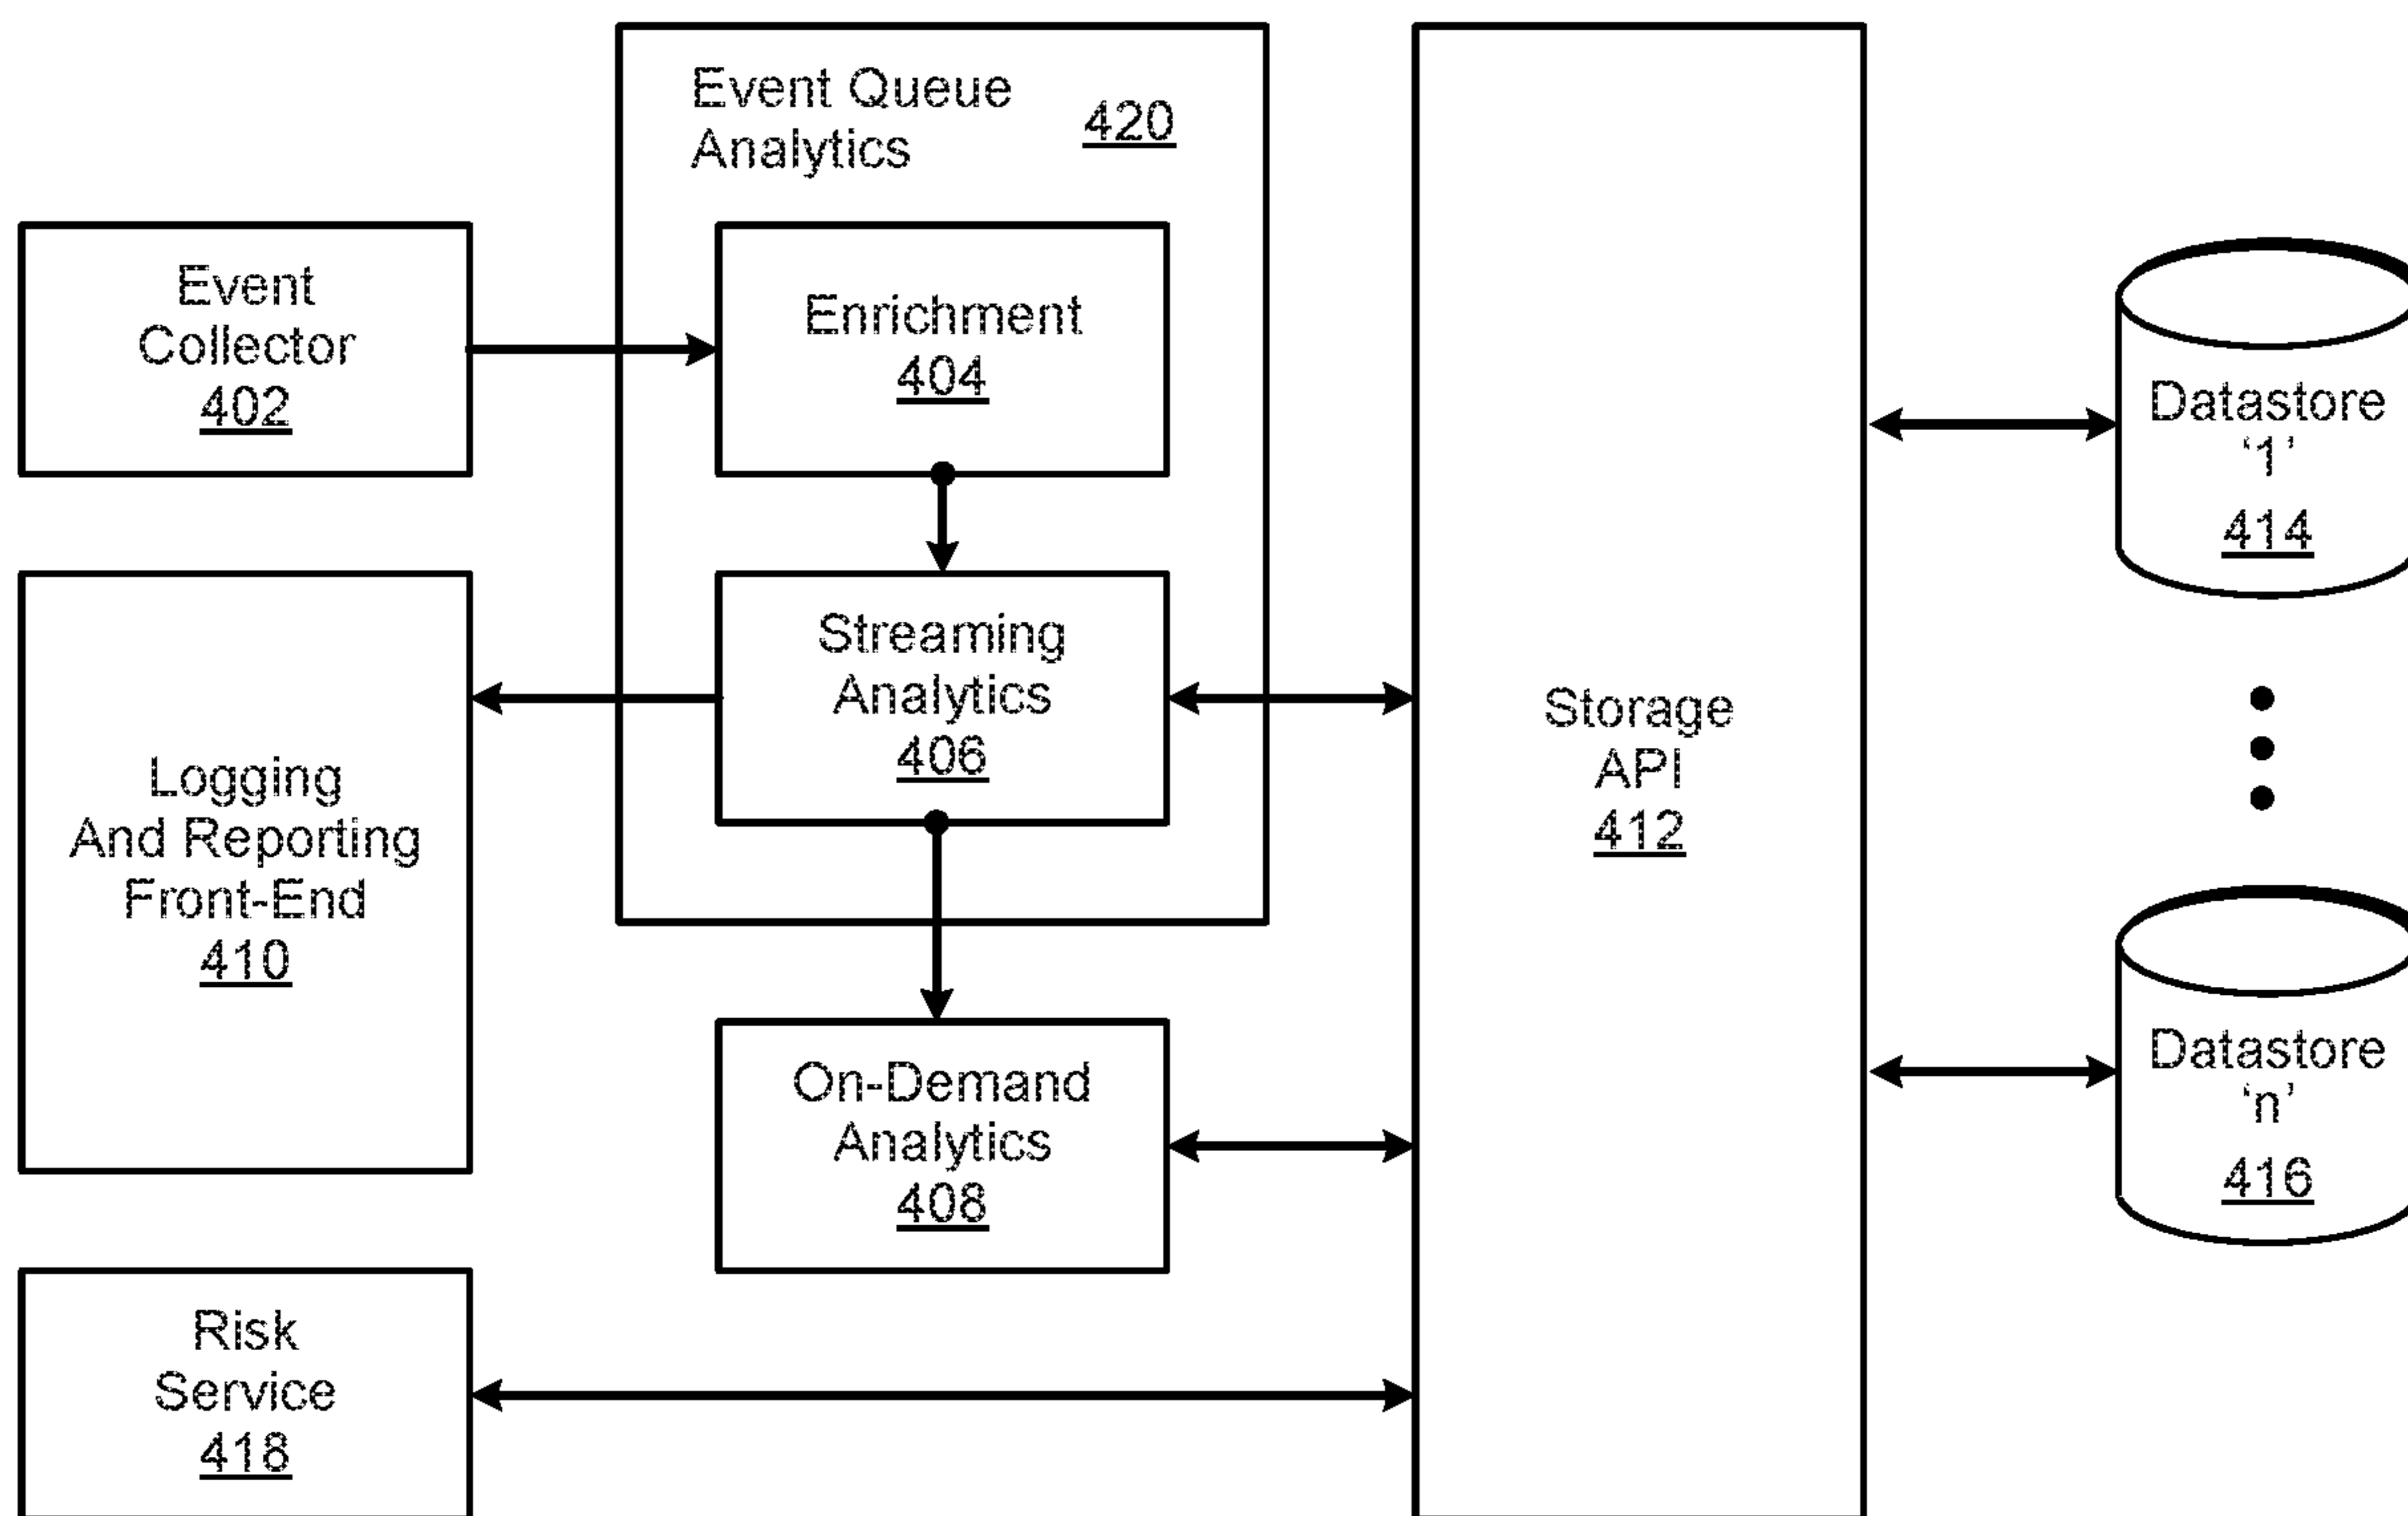 Event Queue
Analytics
420
Event
Collector
402
Enrichment
404
Streaming
Analytics
406
Logging
And Reporting
Front-End
410
On-Demand
Analytics
408
Risk
Service
418
Storage
API
412
Datastore
‘1’
414
Datastore
‘n’
416